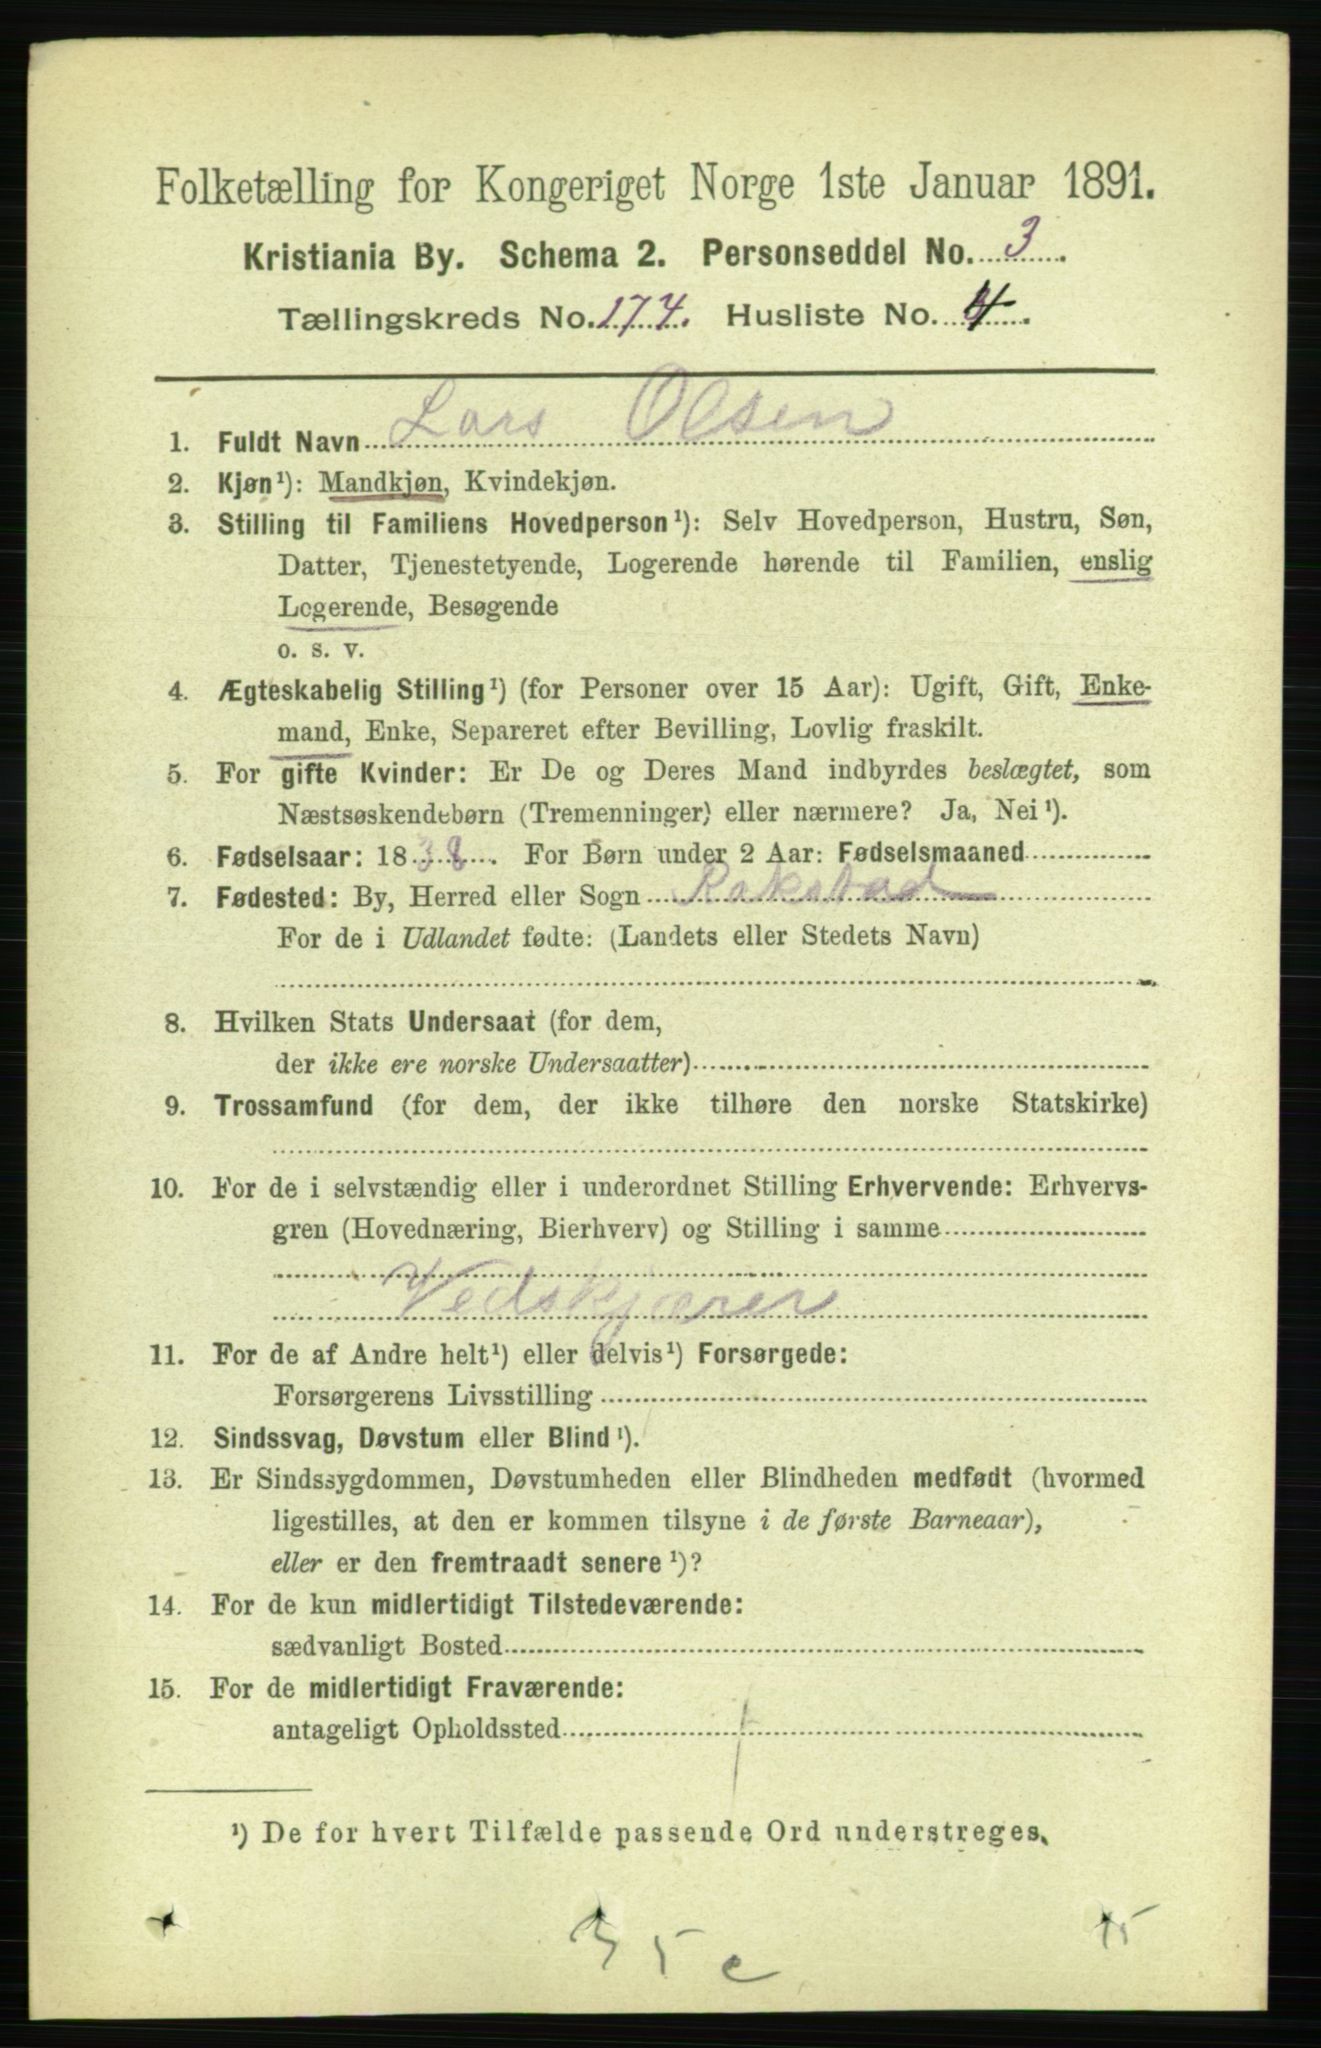 Folketælling for Kongeriget Norge 1ste Januar 1891.
Kristiania By. Schema 2. Personseddel No. 3.
Tællingskreds No. 174. Husliste No. 4.
1. Fuldt Navn Lars Olsen
2. Kjøn¹): Mandkjøn, Kvindekjøn.
3. Stilling til Familiens Hovedperson¹): Selv Hovedperson, Hustru, Søn,
Datter, Tjenestetyende, Logerende hørende til Familien, enslig
Logerende, Besøgende
o. s. v.
4. Ægteskabelig Stilling¹) (for Personer over 15 Aar): Ugift, Gift, Enke-
mand, Enke, Separeret efter Bevilling, Lovlig fraskilt.
5. For gifte Kvinder: Er De og Deres Mand indbyrdes beslægtet, som
Næstsøskendebørn (Tremenninger) eller nærmere? Ja, Nei¹).
6. Fødselsaar: 1838. For Børn under 2 Aar: Fødselsmaaned
7. Fødested: By, Herred eller Sogn Rakstad
For de i Udlandet fødte: (Landets eller Stedets Navn)
8. Hvilken Stats Undersaat (for dem,
der ikke ere norske Undersaatter)
9. Trossamfund (for dem, der ikke tilhøre den norske Statskirke)
10. For de i selvstændig eller i underordnet Stilling Erhvervende: Erhvervs-
gren (Hovednæring, Bierhverv) og Stilling i samme
Vedskjærer
11. For de af Andre helt¹) eller delvis¹) Forsørgede:
Forsørgerens Livsstilling
12. Sindssvag, Døvstum eller Blind¹).
13. Er Sindssygdommen, Døvstumheden eller Blindheden medfødt (hvormed
ligestilles, at den er kommen tilsyne i de første Barneaar),
eller er den fremtraadt senere¹)?
14. For de kun midlertidigt Tilstedeværende:
sædvanligt Bosted
15. For de midlertidigt Fraværende:
antageligt Opholdssted
¹) De for hvert Tilfælde passende Ord understreges.